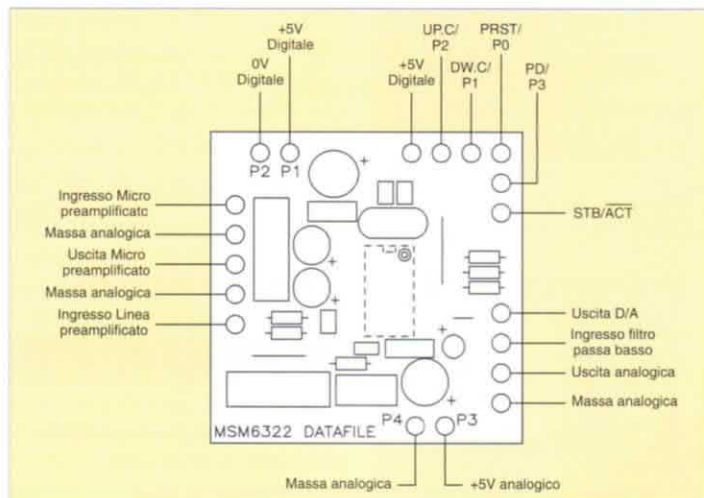 +5V
Digitale
0V
Digitale
UP.C/
P2
PRST/
P0
+5V
Digitale
DW.C/
P1
PD/
P3
P2 P1
Ingresso Micro
preamplificato
Massa analogica
Uscita Micro
preamplificato
Massa analogica
Ingresso Linea
preamplificato
STB/ACT
Uscita D/A
Ingresso filtro
passa basso
Uscita analogica
Massa analogica
+
+
+
+
+
P4 P3
MSM6322 DATAFILE
Massa analogica
+5V analogico